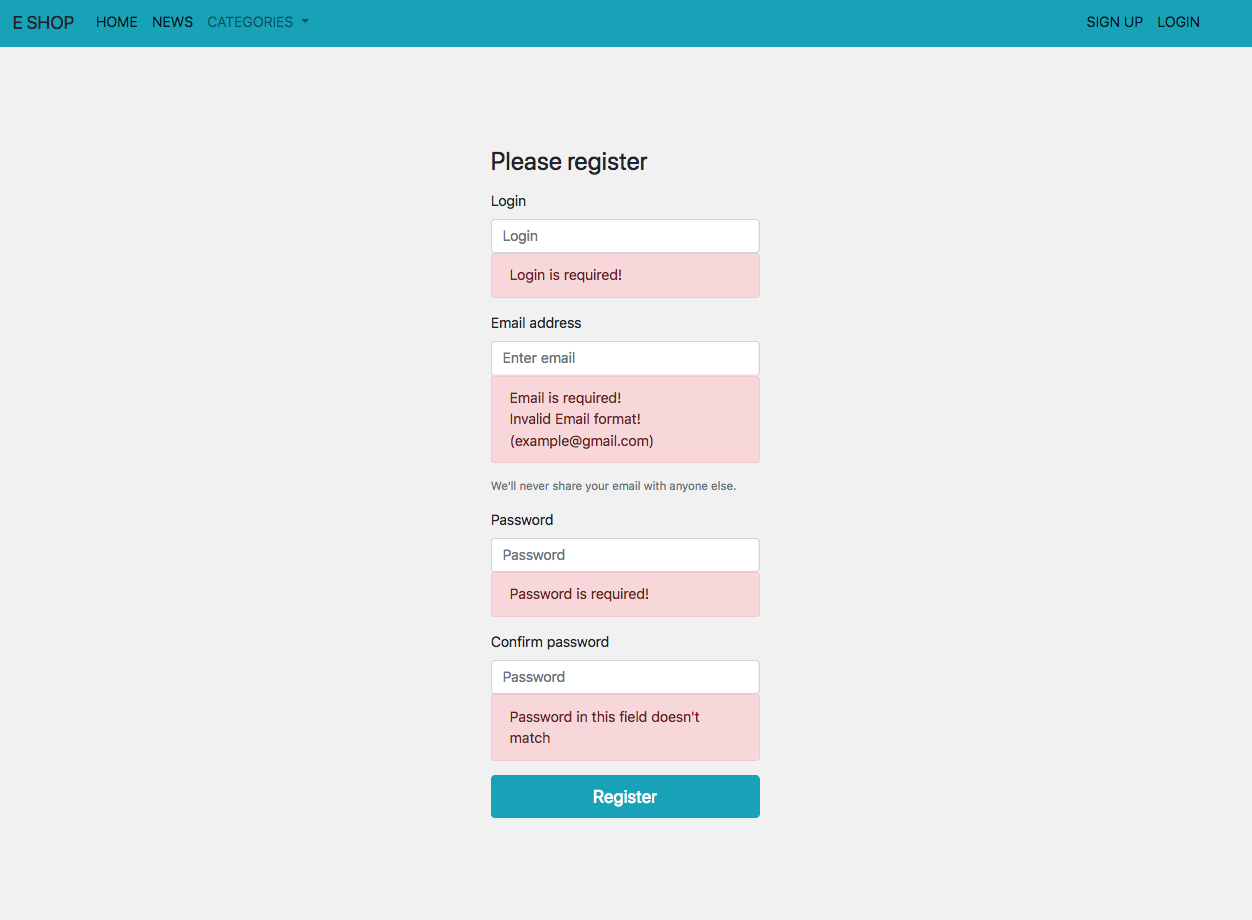 E SHOP HOME NEWS CATEGORIES SIGN UP LOGIN
Please register
Login
Login
Login is required!
Email address
Enter email
Email is required!
Invalid Email format!
(example@gmail.com)
We'll never share your email with anyone else.
Password
Password
Password is required!
Confirm password
Password
Password in this field doesn't
match
Register